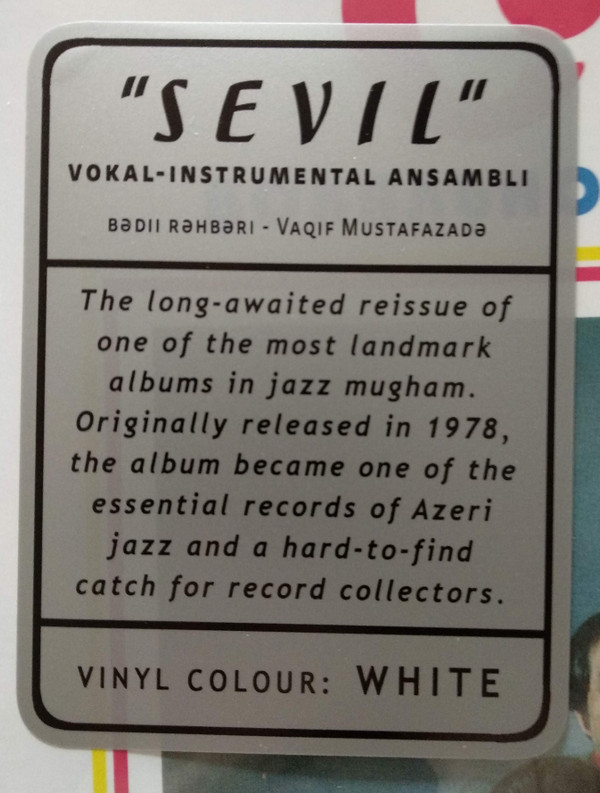 "SEVIL"
VOKAL-INSTRUMENTAL ANSAMBLI
BƏDII RƏHBƏRI - VAQIF MUSTAFAZADƏ
The long-awaited reissue of
one of the most landmark
albums in jazz mugham.
Originally released in 1978,
the album became one of the
essential records of Azeri
jazz and a hard-to-find
catch for record collectors.
VINYL COLOUR: WHITE